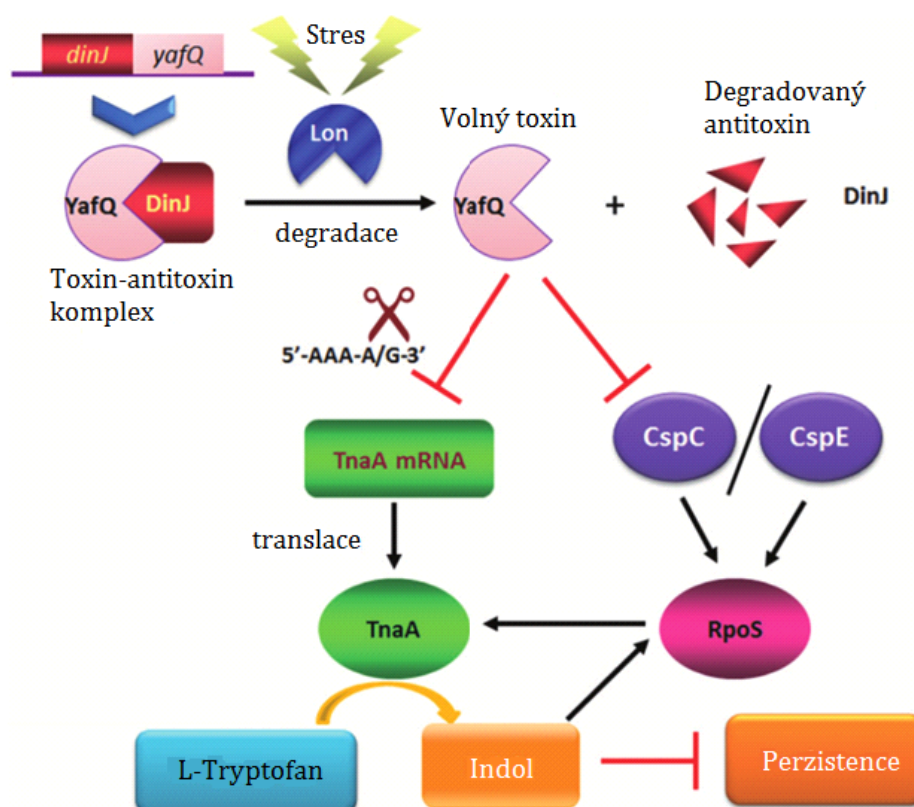 dinJ yafQ
Stres
Lon
Volný toxin
Degradovaný
antitoxin
YafQ DinJ
degradace
YafQ
+
DinJ
Toxin-antitoxin
komplex
5’-AAA-A/G-3’
TnaA mRNA
CspC / CspE
translace
TnaA
RpoS
L-Tryptofan
Indol
Perzistence